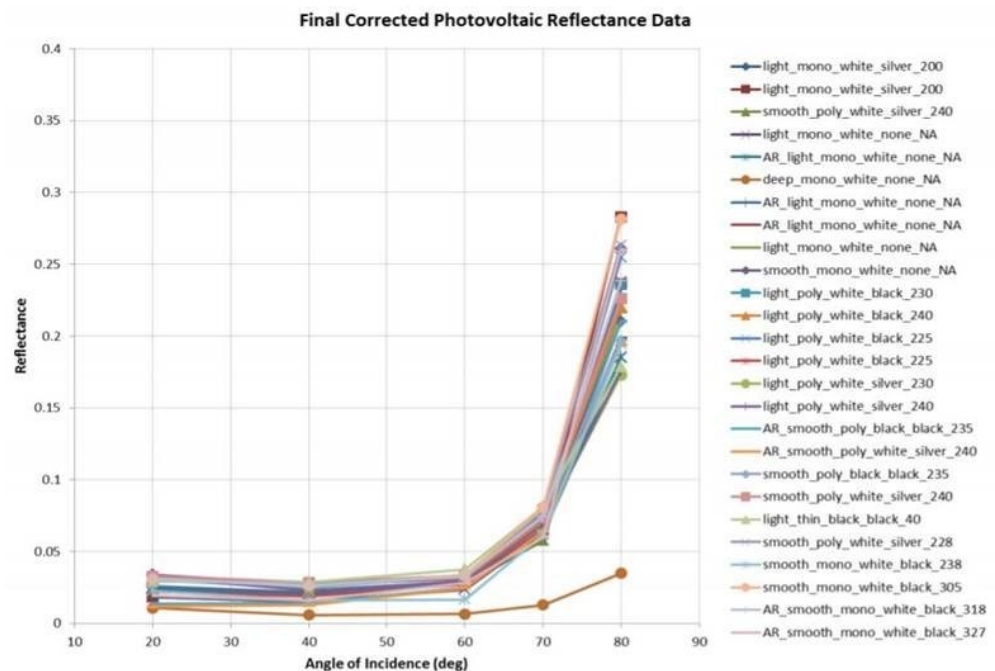 Final Corrected Photovoltaic Reflectance Data
0.4
0.35
0.3
0.25
0.2
0.15
0.1
0.05
0
Reflectance
10 20 30 40 50 60 70 80 90
Angle of Incidence (deg)
light_mono_white_silver_200
light_mono_white_silver_200
smooth_poly_white_silver_240
light_mono_white_none_NA
AR_light_mono_white_none_NA
deep_mono_white_none_NA
AR_light_mono_white_none_NA
AR_light_mono_white_none_NA
light_mono_white_none_NA
smooth_mono_white_none_NA
light_poly_white_black_230
light_poly_white_black_240
light_poly_white_black_225
light_poly_white_black_225
light_poly_white_silver_230
light_poly_white_silver_240
AR_smooth_poly_black_black_235
AR_smooth_poly_white_silver_240
smooth_poly_black_black_235
smooth_poly_white_silver_240
light_thin_black_black_40
smooth_poly_white_silver_228
smooth_mono_white_black_238
smooth_mono_white_black_305
AR_smooth_mono_white_black_318
AR_smooth_mono_white_black_327